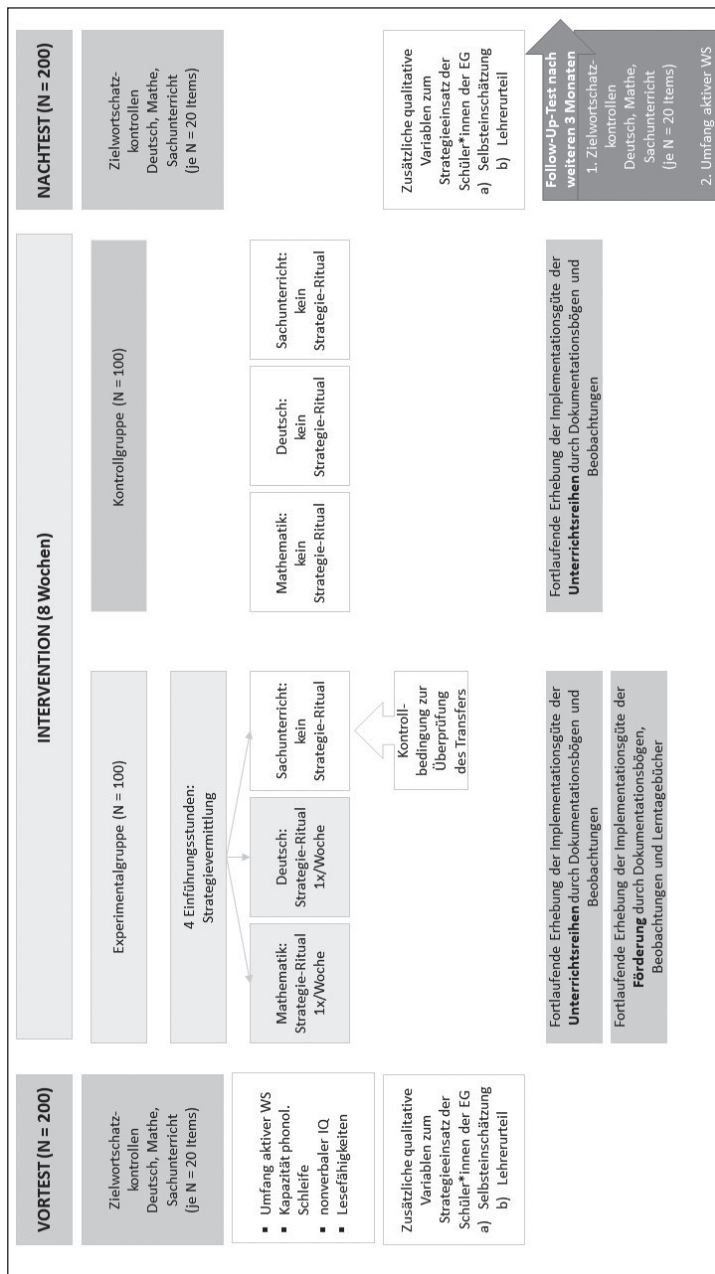 VORTEST (N = 200)
Zielwortschatz-
kontrollen
Deutsch, Mathe,
Sachunterricht
(je N = 20 Items)
▪ Umfang aktiver WS
▪ Kapazität phonol.
Schleife
▪ nonverbaler IQ
▪ Lesefähigkeiten
Zusätzliche qualitative
Variablen zum
Strategieeinsatz der
Schüler*innen der EG
a) Selbsteinschätzung
b) Lehrerurteil
INTERVENTION (8 Wochen)
Experimentalgruppe (N = 100)
4 Einführungsstunden:
Strategievermittlung
Mathematik:
Strategie-Ritual
1x/Woche
Deutsch:
Strategie-Ritual
1x/Woche
Sachunterricht:
kein
Strategie-Ritual
Kontroll-
bedingung zur
Überprüfung
des Transfers
Fortlaufende Erhebung der Implementationsgüte der
Unterrichtsreihen durch Dokumentationsbögen und
Beobachtungen
Fortlaufende Erhebung der Implementationsgüte der
Förderung durch Dokumentationsbögen,
Beobachtungen und Lerntagebücher
Kontrollgruppe (N = 100)
Mathematik:
kein
Strategie-Ritual
Deutsch:
kein
Strategie-Ritual
Sachunterricht:
kein
Strategie-Ritual
Fortlaufende Erhebung der Implementationsgüte der
Unterrichtsreihen durch Dokumentationsbögen und
Beobachtungen
NACHTEST (N = 200)
Zielwortschatz-
kontrollen
Deutsch, Mathe,
Sachunterricht
(je N = 20 Items)
Zusätzliche qualitative
Variablen zum
Strategieeinsatz der
Schüler*innen der EG
a) Selbsteinschätzung
b) Lehrerurteil
Follow-Up-Test nach
weiteren 3 Monaten
1. Zielwortschatz-
kontrollen
Deutsch, Mathe,
Sachunterricht
(je N = 20 Items)
2. Umfang aktiver WS